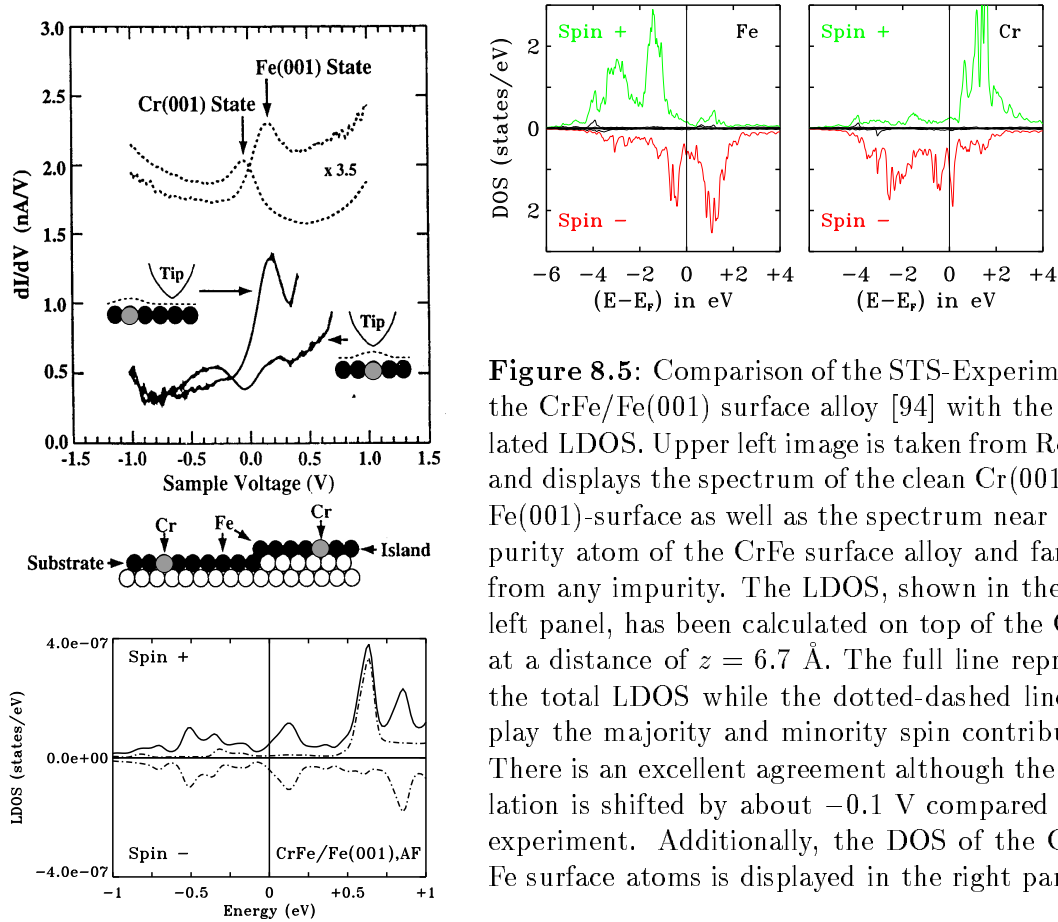 3.0
2.5
2.0
1.5
1.0
0.5
0.0
dI/dV (nA/V)
Fe(001) State
Cr(001) State
x 3.5
Tip
Tip
-1.5 -1.0 -0.5 0.0 0.5 1.0 1.5
Sample Voltage (V)
Cr Fe Cr
Substrate Island
4.0e-07
0.0e+00
-4.0e-07
LDOS (states/eV)
Spin +
Spin − CrFe/Fe(001),AF
-1 -0.5 0 +0.5 +1
Energy (eV)
DOS (states/eV)
2
0
2
Spin + Fe
Spin −
Spin + Cr
Spin −
−6 −4 −2 0 +2 +4
−4 −2 0 +2 +4
(E−EF) in eV (E−EF) in eV
Figure 8.5: Comparison of the STS-Experim
the CrFe/Fe(001) surface alloy [94] with the
lated LDOS. Upper left image is taken from R
and displays the spectrum of the clean Cr(001
Fe(001)-surface as well as the spectrum near
purity atom of the CrFe surface alloy and far
from any impurity. The LDOS, shown in the
left panel, has been calculated on top of the
at a distance of z = 6.7 Å. The full line repr
the total LDOS while the dotted-dashed line
play the majority and minority spin contribu
There is an excellent agreement although the
lation is shifted by about −0.1 V compared
experiment. Additionally, the DOS of the
Fe surface atoms is displayed in the right pan